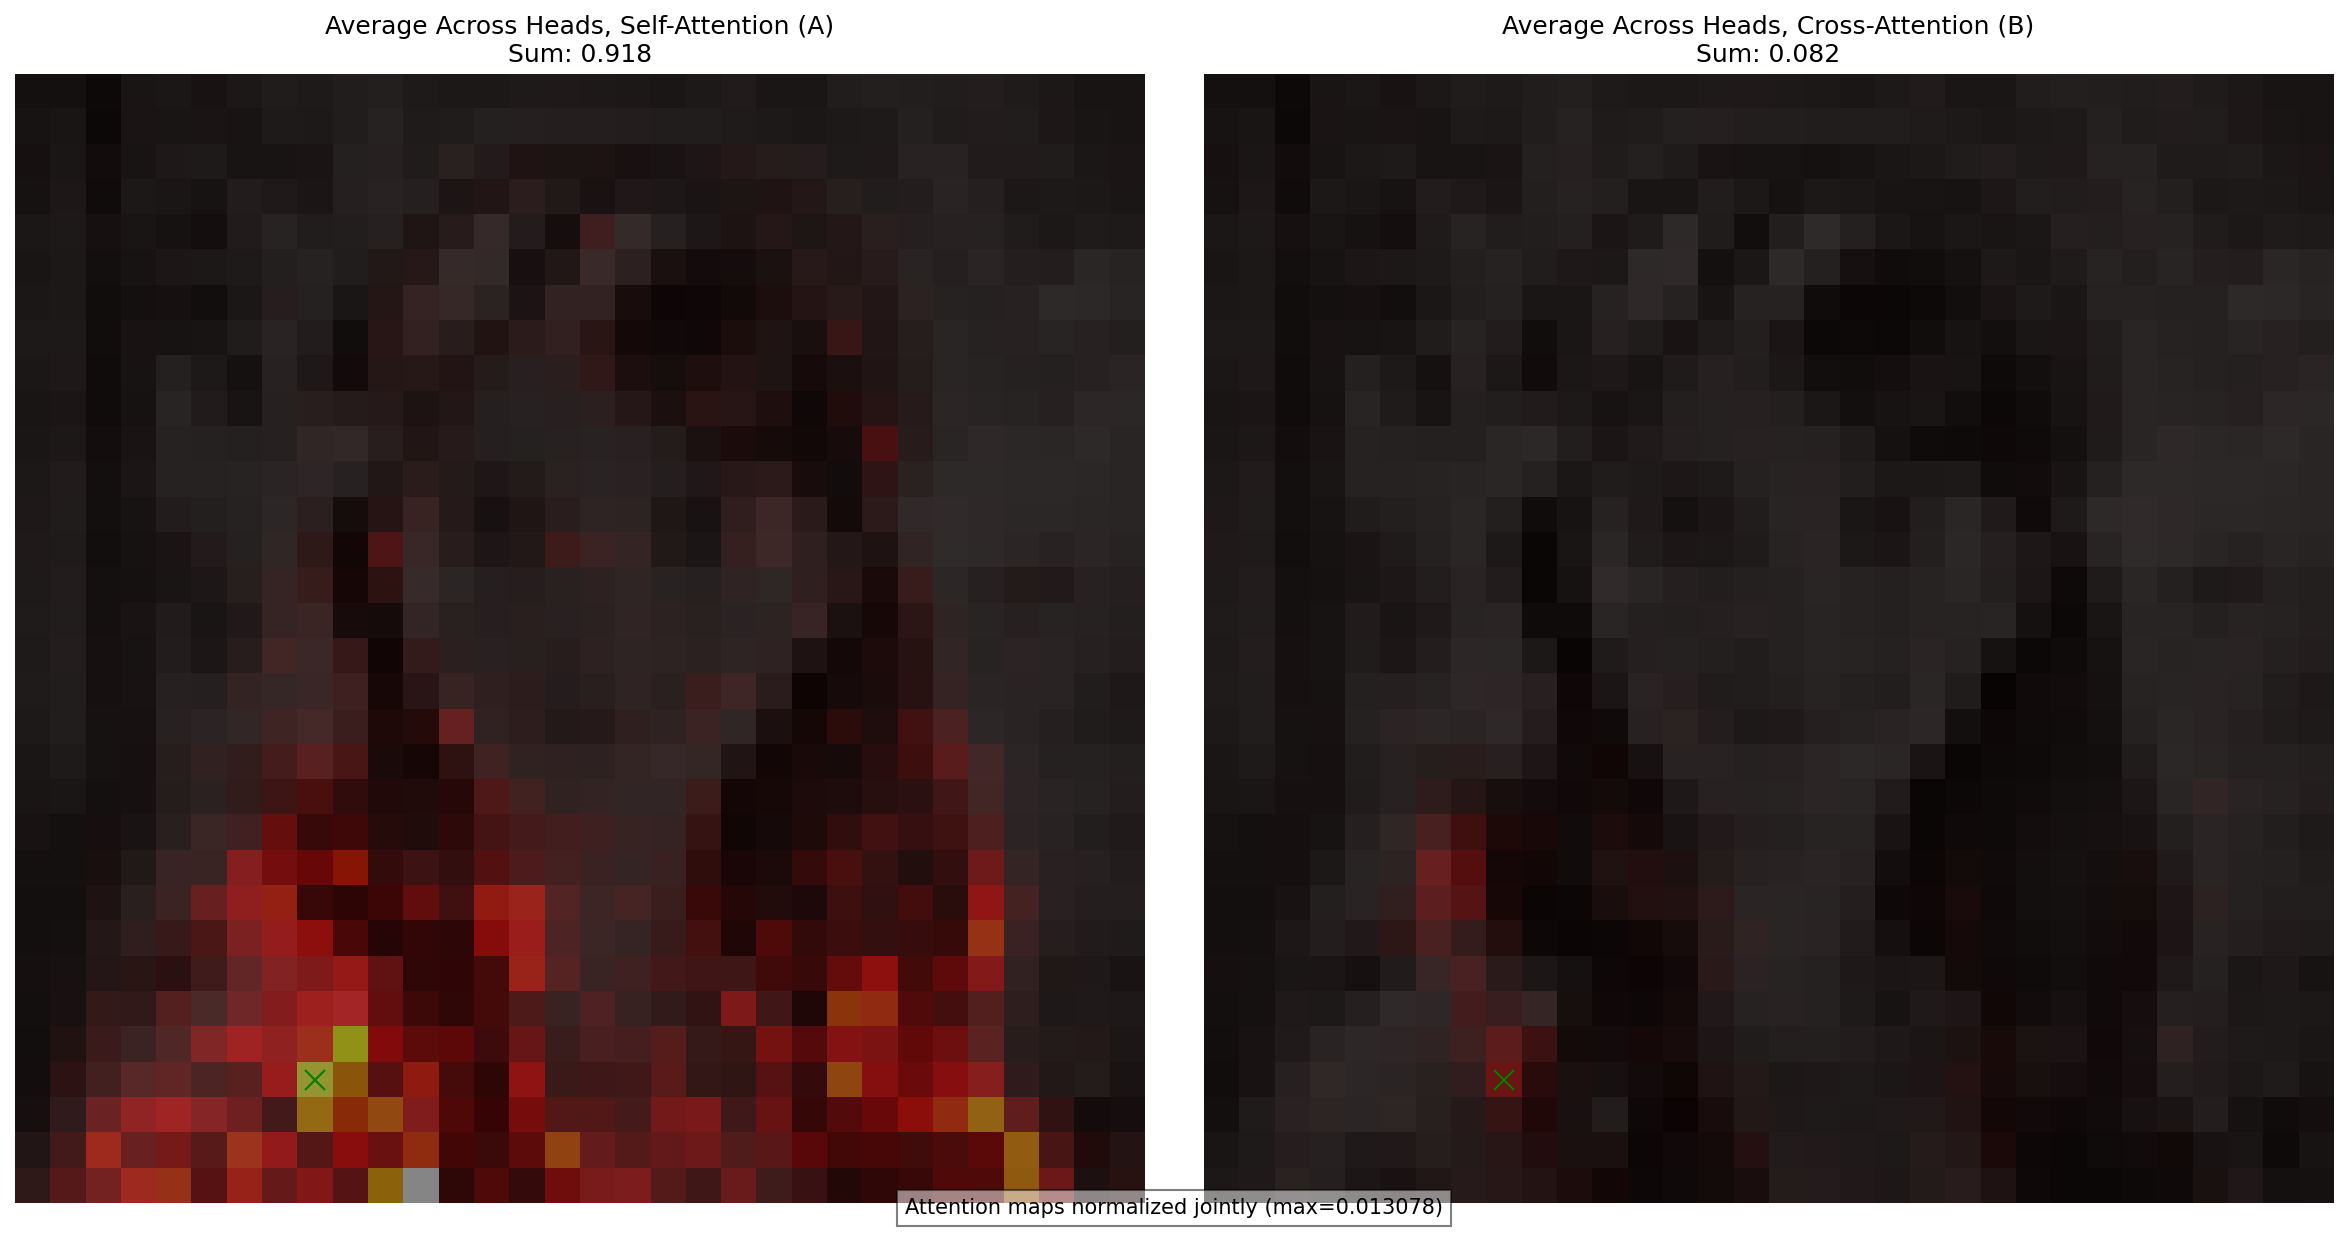 Average Across Heads, Self-Attention (A)
Sum: 0.918
Average Across Heads, Cross-Attention (B)
Sum: 0.082
Attention maps normalized jointly (max=0.013078)